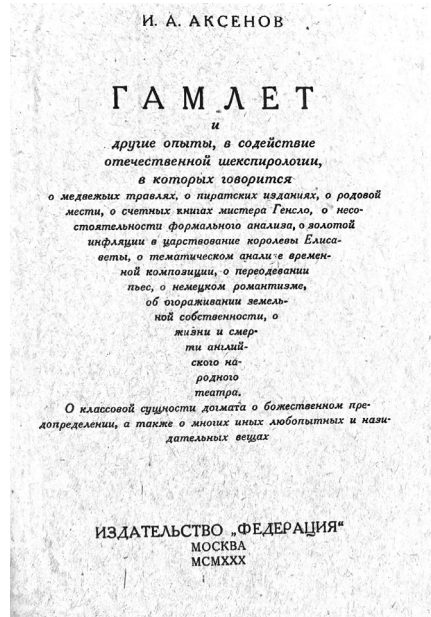 И. А. АКСЕНОВ
ГАМЛЕТ
и
другие опыты, в содействие
отечественной шекспирологии,
в которых говорится
о медвежьих травлях, о пиратских изданиях, о родовой
мести, о счетных книгах мистера Генсло, о несо-
стоятельности формального анализа, о золотой
инфляции в царствование королевы Елиса-
веты, о тематическом анализе времен-
ной композиции, о переодевании
пьес, о немецком романтизме,
об огораживании земель-
ной собственности, о
жизни и смер-
ти англий-
ского на-
родного
театра.
О классовой сущности догмата о божественном пре-
допределении, а также о многих иных любопытных и нази-
дательных вещах
ИЗДАТЕЛЬСТВО „ФЕДЕРАЦИЯ“
МОСКВА
MCMXXX